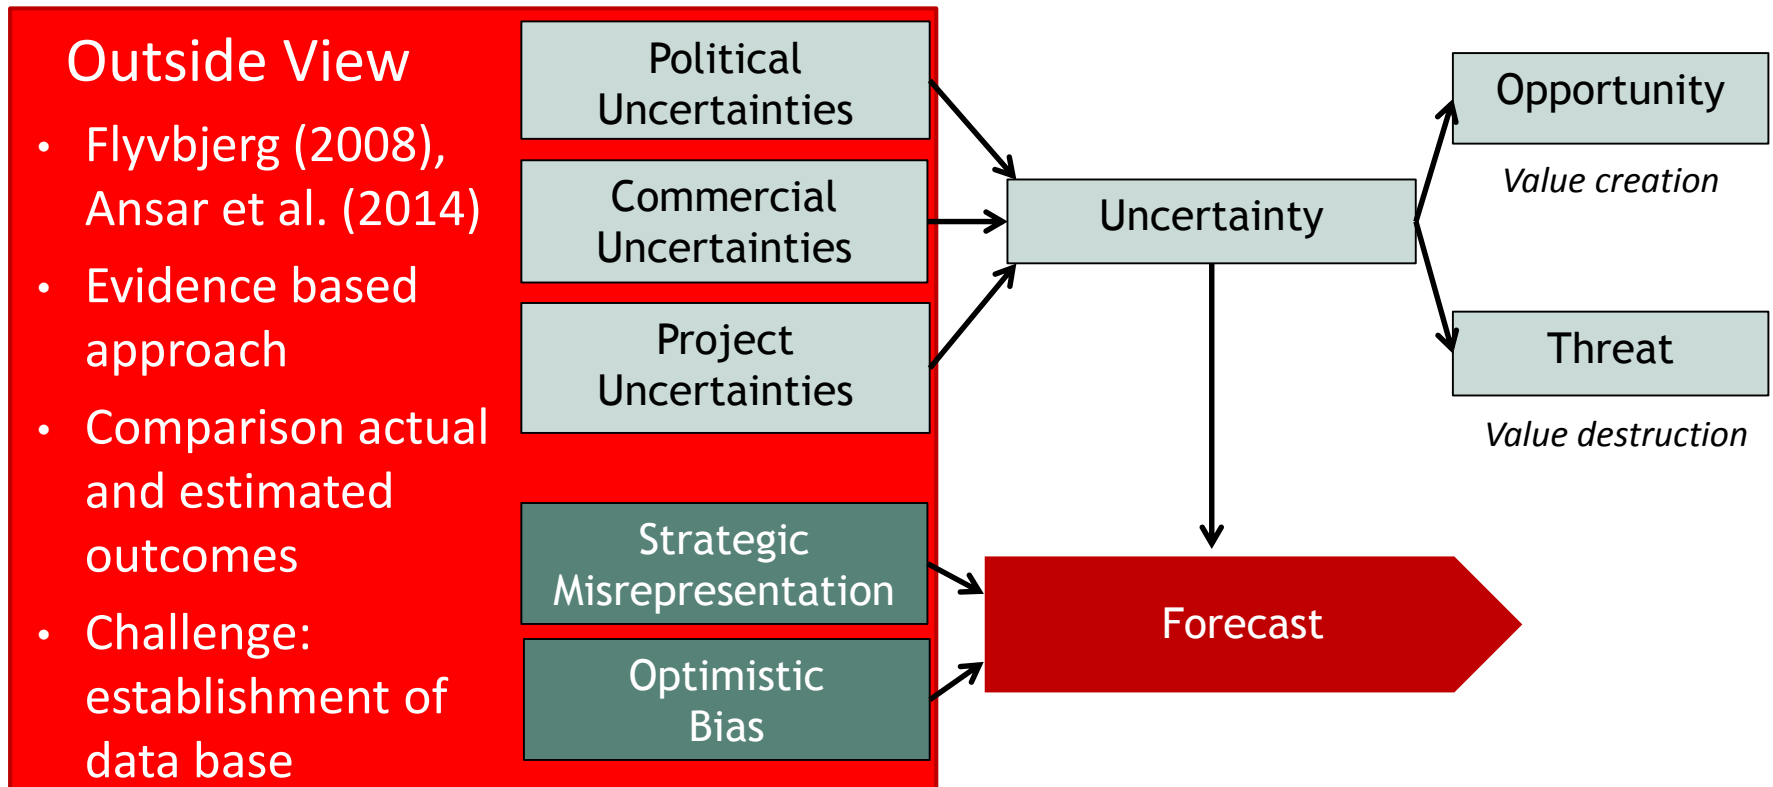 Outside View
• Flyvbjerg (2008),
Ansar et al. (2014)
• Evidence based
approach
• Comparison actual
and estimated
outcomes
• Challenge:
establishment of
data base
Political
Uncertainties
Commercial
Uncertainties
Project
Uncertainties
Strategic
Misrepresentation
Optimistic
Bias
Uncertainty
Forecast
Opportunity
Value creation
Threat
Value destruction